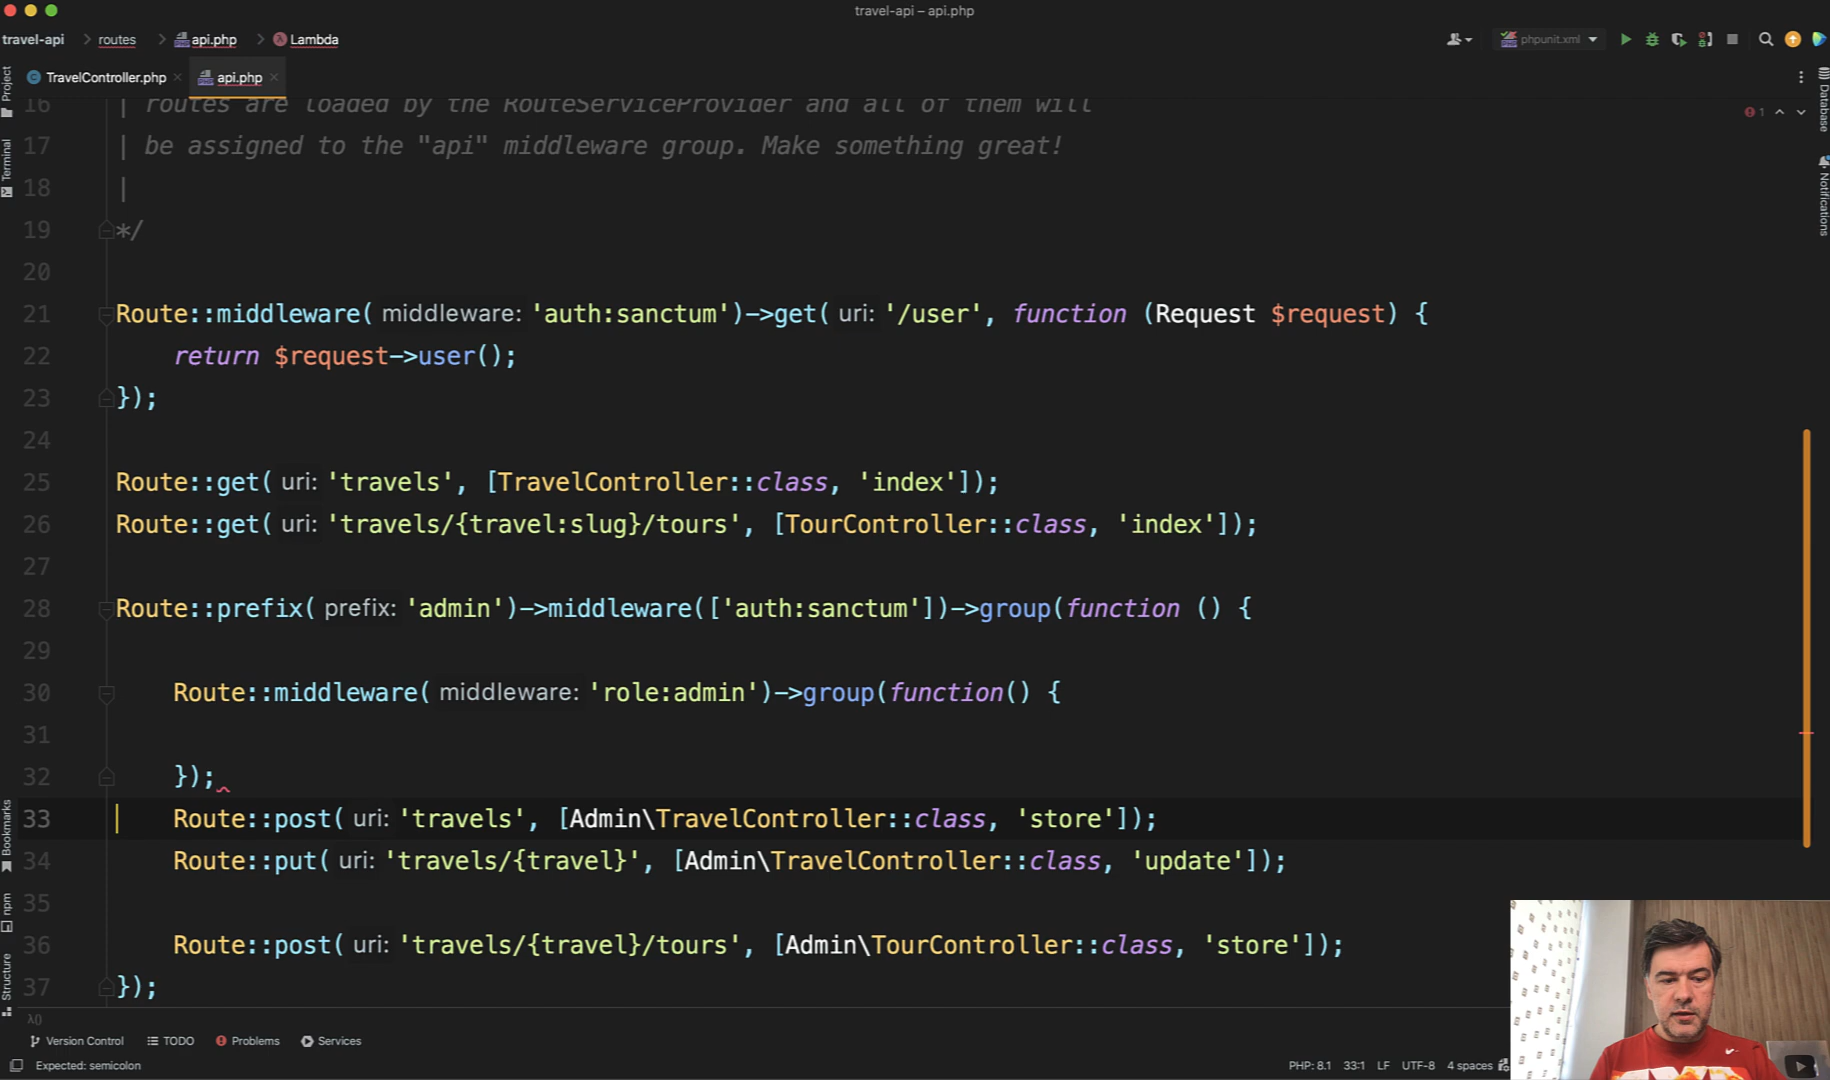 travel-api – api.php
travel-api routes api.php Lambda
phpunit.xml
TravelController.php api.php
Project
Terminal
Bookmarks
npm
Structure
Database
Notifications
1
16 | routes are loaded by the RouteServiceProvider and all of them will
17 | be assigned to the "api" middleware group. Make something great!
18 |
19 */
20
21 Route::middleware( middleware: 'auth:sanctum')->get( uri: '/user', function (Request $request) {
22 return $request->user();
23 });
24
25 Route::get( uri: 'travels', [TravelController::class, 'index']);
26 Route::get( uri: 'travels/{travel:slug}/tours', [TourController::class, 'index']);
27
28 Route::prefix( prefix: 'admin')->middleware(['auth:sanctum'])->group(function () {
29
30 Route::middleware( middleware: 'role:admin')->group(function() {
31
32 });
33 Route::post( uri: 'travels', [Admin\TravelController::class, 'store']);
34 Route::put( uri: 'travels/{travel}', [Admin\TravelController::class, 'update']);
35
36 Route::post( uri: 'travels/{travel}/tours', [Admin\TourController::class, 'store']);
37 });
λ()
Version Control TODO Problems Services
Expected: semicolon PHP: 8.1 33:1 LF UTF-8 4 spaces